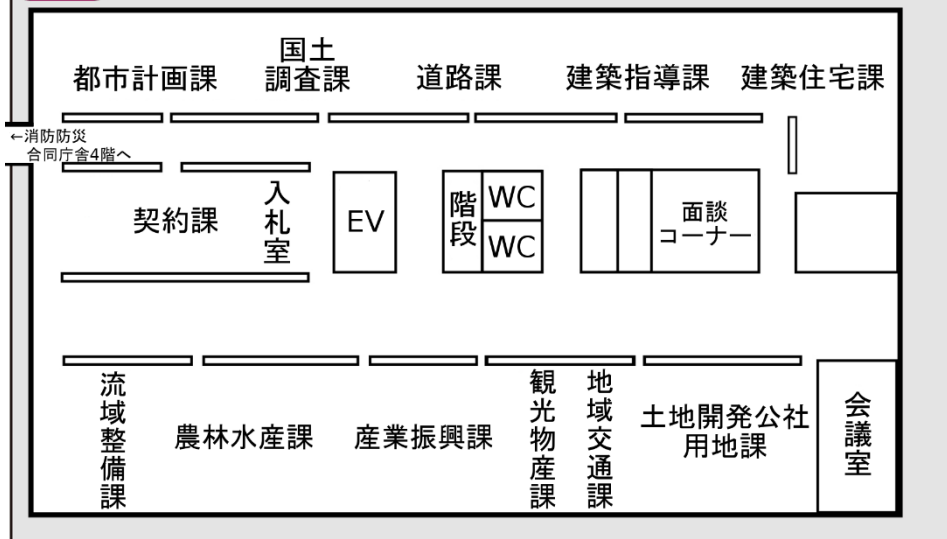 都市計画課
国土
調査課
道路課
建築指導課
建築住宅課
←消防防災
合同庁舎4階へ
契約課
入札室
EV
階段
WC
WC
面談
コーナー
流域整備課
農林水産課
産業振興課
観光物産課
地域交通課
土地開発公社
用地課
会議室